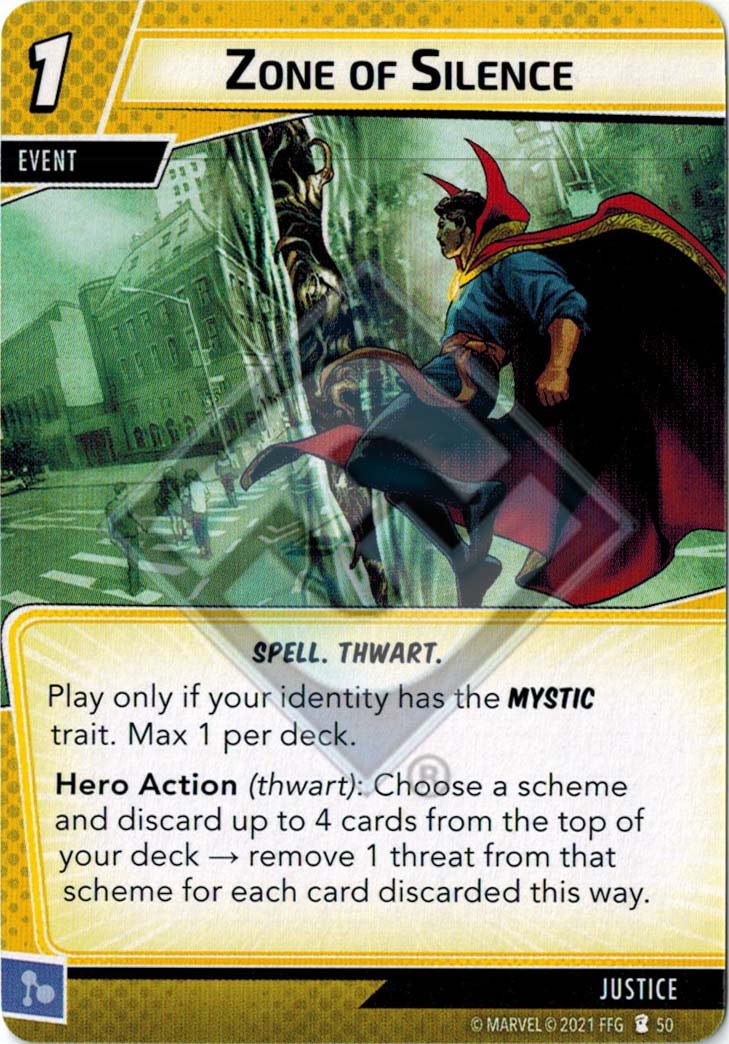 1
ZONE OF SILENCE
EVENT
SPELL. THWART.
Play only if your identity has the MYSTIC
trait. Max 1 per deck.
Hero Action (thwart): Choose a scheme
and discard up to 4 cards from the top of
your deck → remove 1 threat from that
scheme for each card discarded this way.
JUSTICE
© MARVEL © 2021 FFG 50
®